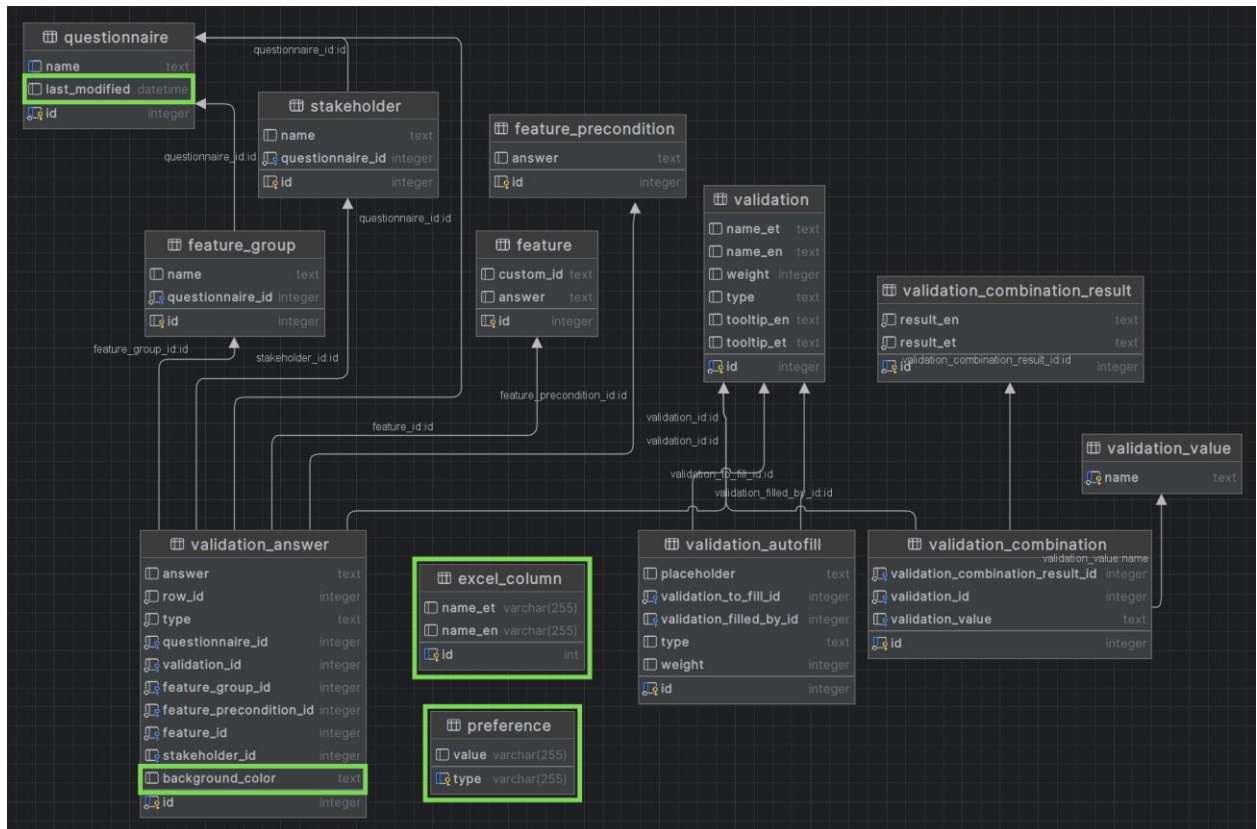 questionnaire
name text
last_modified datetime
id integer
questionnaire_id:id
stakeholder
name text
questionnaire_id integer
id integer
feature_precondition
answer text
id integer
questionnaire_id:id
questionnaire_id:id
validation
name_et text
name_en text
weight integer
type text
tooltip_en text
tooltip_et text
id integer
feature_group
name text
questionnaire_id integer
id integer
feature
custom_id text
answer text
id integer
validation_combination_result
result_en text
result_et text
id integer
validation_combination_result_id:id
feature_group_id:id
stakeholder_id:id
feature_precondition_id:id
feature_id:id
validation_id:id
validation_id:id
validation_to_fill_id:id
validation_filled_by_id:id
validation_value
name text
validation_answer
answer text
row_id integer
type text
questionnaire_id integer
validation_id integer
feature_group_id integer
feature_precondition_id integer
feature_id integer
stakeholder_id integer
background_color text
id integer
excel_column
name_et varchar(255)
name_en varchar(255)
id int
preference
value varchar(255)
type varchar(255)
validation_autofill
placeholder text
validation_to_fill_id integer
validation_filled_by_id integer
type text
weight integer
id integer
validation_combination
validation_value:name
validation_combination_result_id integer
validation_id integer
validation_value text
id integer